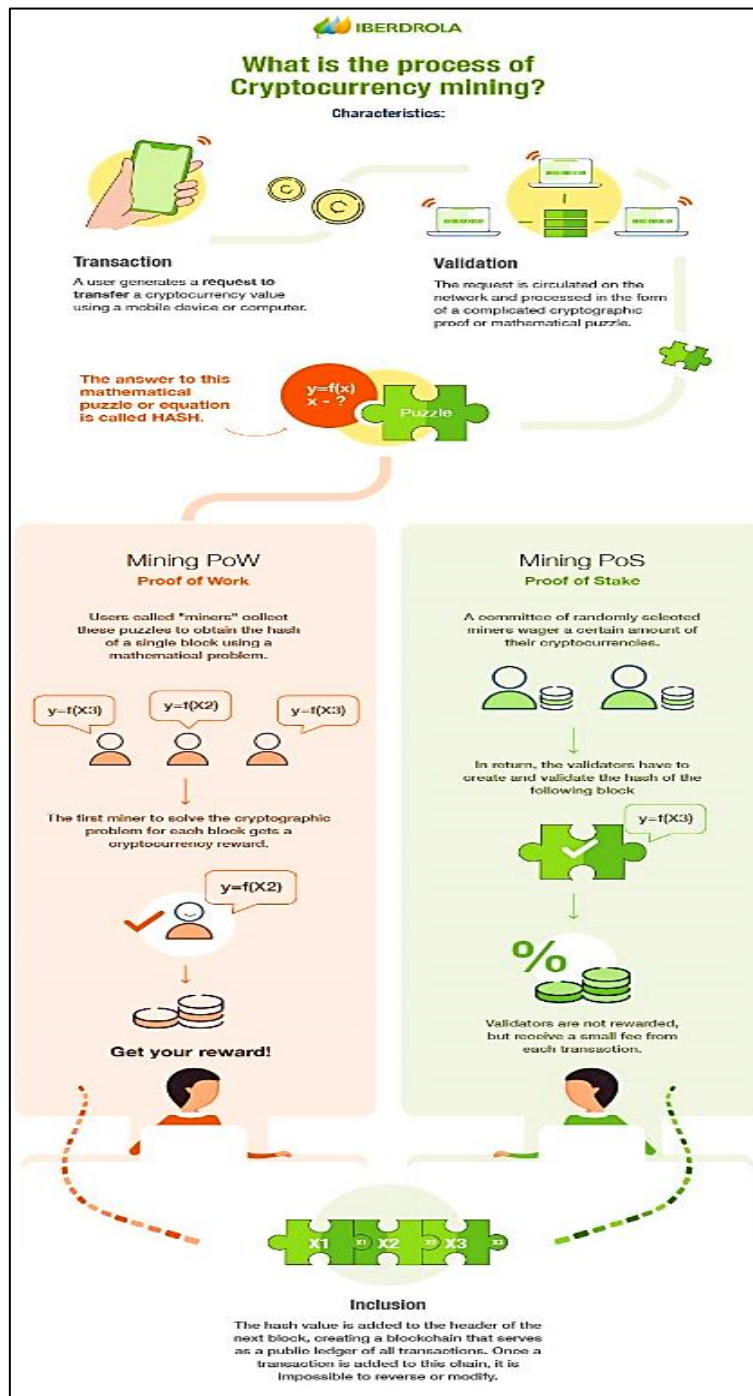 IBERDROLA
What is the process of
Cryptocurrency mining?
Characteristics:
Transaction
A user generates a request to
transfer a cryptocurrency value
using a mobile device or computer.
Validation
The request is circulated on the
network and processed in the form
of a complicated cryptographic
proof or mathematical puzzle.
The answer to this
mathematical
puzzle or equation
is called HASH.
y=f(x)
x - ?
Puzzle
Mining PoW
Proof of Work
Users called "miners" collect
these puzzles to obtain the hash
of a single block using a
mathematical problem.
y=f(X3)
y=f(X2)
y=f(X3)
The first miner to solve the cryptographic
problem for each block gets a
cryptocurrency reward.
y=f(X2)
Get your reward!
Mining PoS
Proof of Stake
A committee of randomly selected
miners wager a certain amount of
their cryptocurrencies.
In return, the validators have to
create and validate the hash of the
following block
y=f(X3)
%
Validators are not rewarded,
but receive a small fee from
each transaction.
X1 X1 X2 X2 X3 X3
Inclusion
The hash value is added to the header of the
next block, creating a blockchain that serves
as a public ledger of all transactions. Once a
transaction is added to this chain, it is
impossible to reverse or modify.